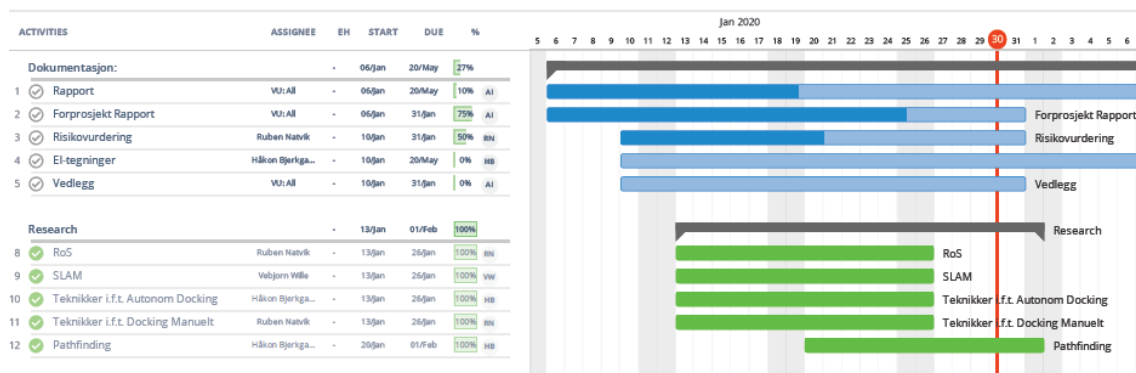 Jan 2020
ACTIVITIES ASSIGNEE EH START DUE % 5 6 7 8 9 10 11 12 13 14 15 16 17 18 19 20 21 22 23 24 25 26 27 28 29 30 31 1 2 3 4 5 6
Dokumentasjon: - 06/Jan 20/May 27%
1 Rapport VU: All - 06/Jan 20/May 10% AI
2 Forprosjekt Rapport VU: All - 06/Jan 31/Jan 75% AI Forprosjekt Rapport
3 Risikovurdering Ruben Natvik - 10/Jan 31/Jan 50% RN Risikovurdering
4 El-tegninger Håkon Bjerkga... - 10/Jan 20/May 0% HB
5 Vedlegg VU: All - 10/Jan 31/Jan 0% AI Vedlegg
Research - 13/Jan 01/Feb 100% Research
8 RoS Ruben Natvik - 13/Jan 26/Jan 100% RN RoS
9 SLAM Vebjorn Wille - 13/Jan 26/Jan 100% VW SLAM
10 Teknikker i.f.t. Autonom Docking Håkon Bjerkga... - 13/Jan 26/Jan 100% HB Teknikker i.f.t. Autonom Docking
11 Teknikker i.f.t. Docking Manuelt Ruben Natvik - 13/Jan 26/Jan 100% RN Teknikker i.f.t. Docking Manuelt
12 Pathfinding Håkon Bjerkga... - 20/Jan 01/Feb 100% HB Pathfinding